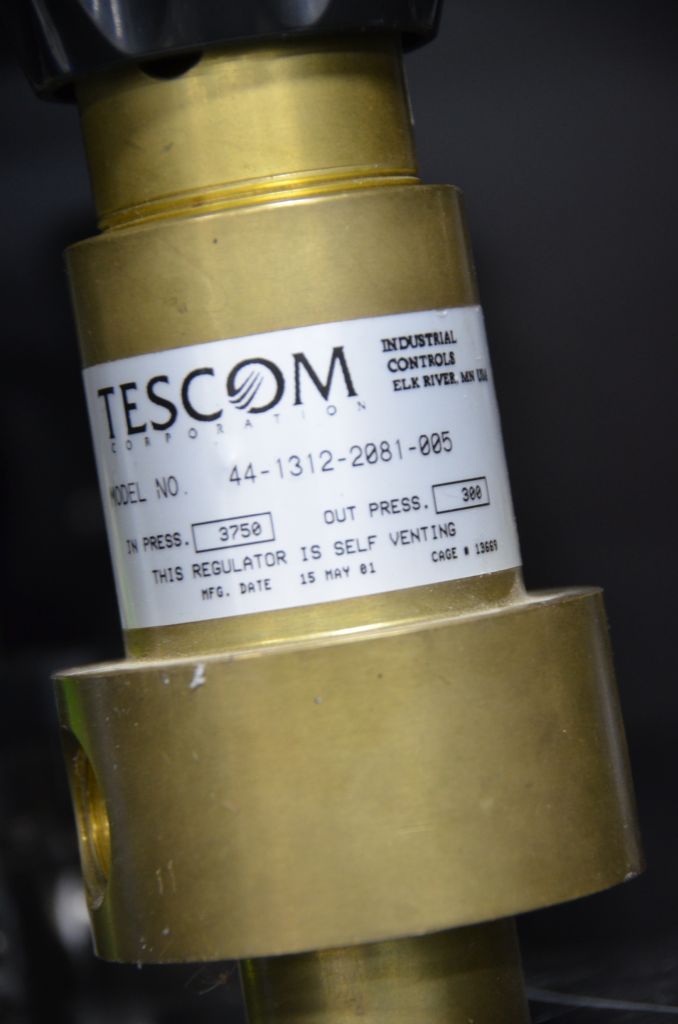 TESCOM
CORPORATION
INDUSTRIAL
CONTROLS
ELK RIVER, MN USA
MODEL NO. 44-1312-2081-005
IN PRESS. 3750 OUT PRESS. 300
THIS REGULATOR IS SELF VENTING
MFG. DATE 15 MAY 01 CAGE # 13669